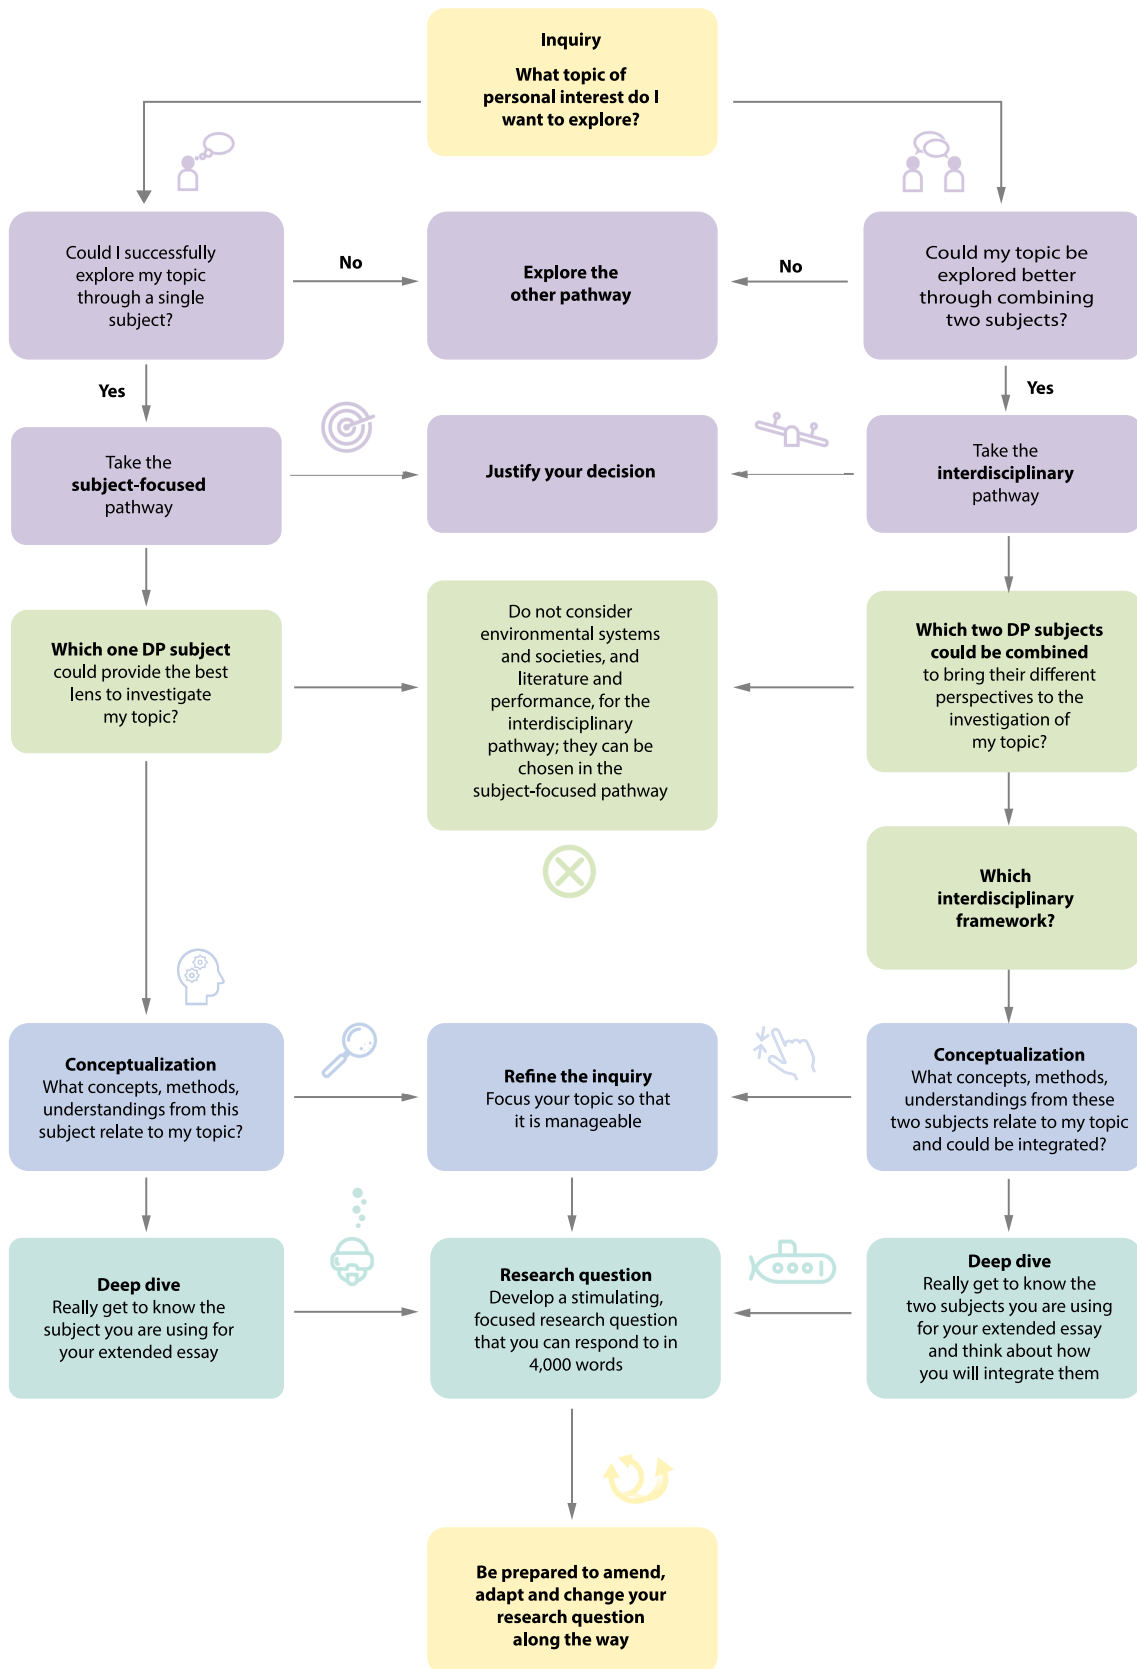 Inquiry
What topic of
personal interest do I
want to explore?
Could I successfully
explore my topic
through a single
subject?
No
Explore the
other pathway
No
Could my topic be
explored better
through combining
two subjects?
Yes
Yes
Take the
subject-focused
pathway
Justify your decision
Take the
interdisciplinary
pathway
Which one DP subject
could provide the best
lens to investigate
my topic?
Do not consider
environmental systems
and societies, and
literature and
performance, for the
interdisciplinary
pathway; they can be
chosen in the
subject-focused pathway
Which two DP subjects
could be combined
to bring their different
perspectives to the
investigation of
my topic?
Which
interdisciplinary
framework?
Conceptualization
What concepts, methods,
understandings from this
subject relate to my topic?
Refine the inquiry
Focus your topic so that
it is manageable
Conceptualization
What concepts, methods,
understandings from these
two subjects relate to my topic
and could be integrated?
Deep dive
Really get to know the
subject you are using for
your extended essay
Research question
Develop a stimulating,
focused research question
that you can respond to in
4,000 words
Deep dive
Really get to know the
two subjects you are using
for your extended essay
and think about how
you will integrate them
Be prepared to amend,
adapt and change your
research question
along the way